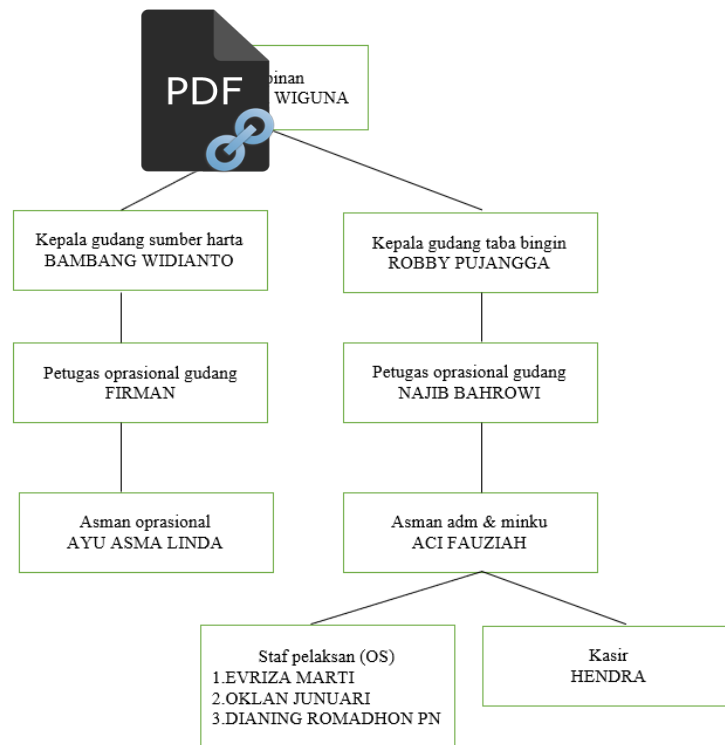 PDF
WIGUNA
Kepala gudang sumber harta
BAMBANG WIDIANTO
Kepala gudang taba bingin
ROBBY PUJANGGA
Petugas oprasional gudang
FIRMAN
Petugas oprasional gudang
NAJIB BAHROWI
Asman oprasional
AYU ASMA LINDA
Asman adm & minku
ACI FAUZIAH
Staf pelaksan (OS)
1.EVRIZA MARTI
2.OKLAN JUNUARI
3.DIANING ROMADHON PN
Kasir
HENDRA